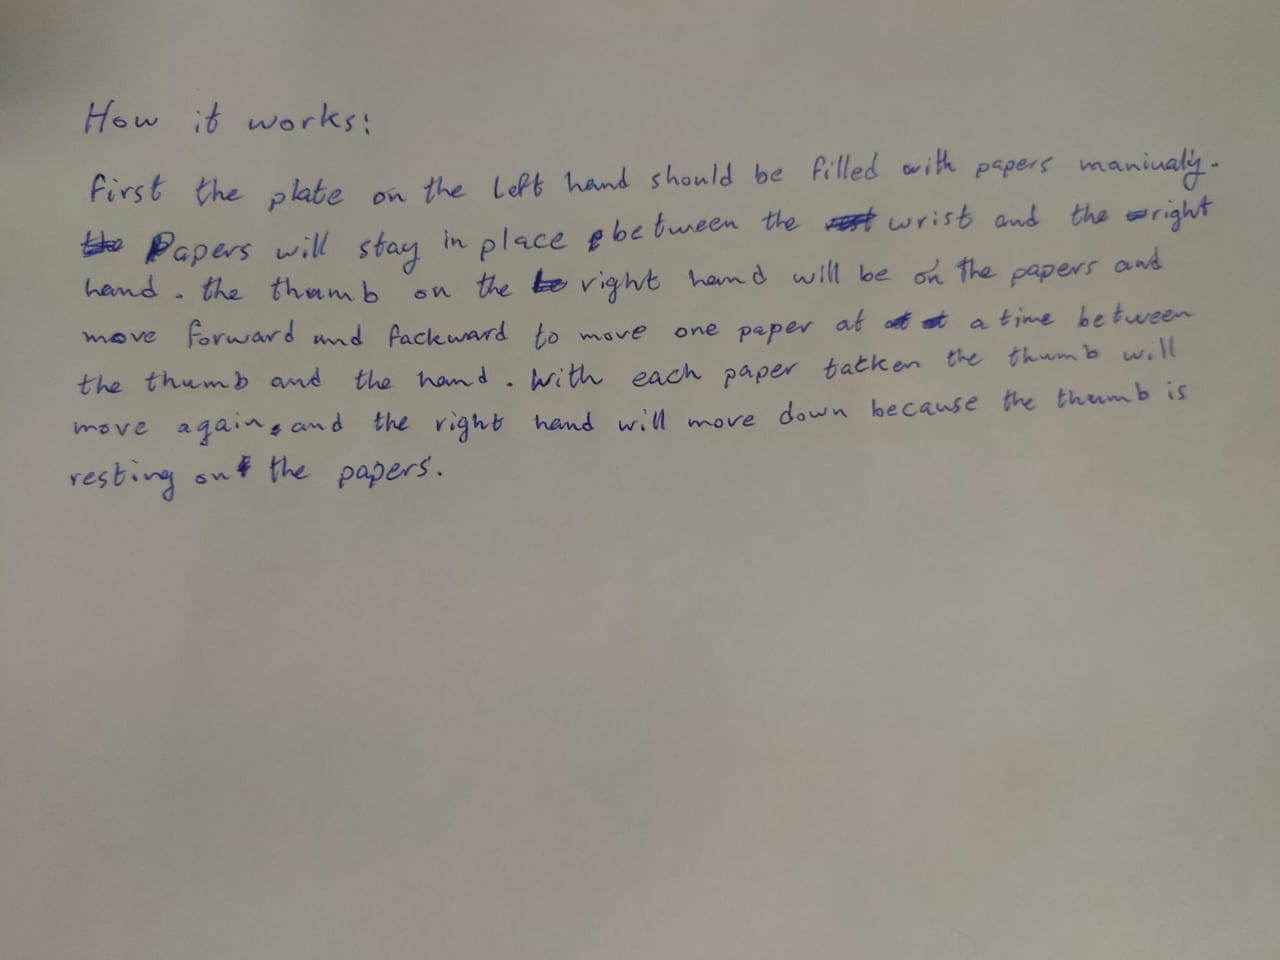 How it works:
first the plate on the left hand should be filled with papers maniualy.
Papers will stay in place between the wrist and the right
hand. the thumb on the right hand will be on the papers and
move forward and fackward to move one paper at a time between
the thumb and the hand. With each paper tatken the thumb will
move again, and the right hand will move down because the thumb is
resting on the papers.